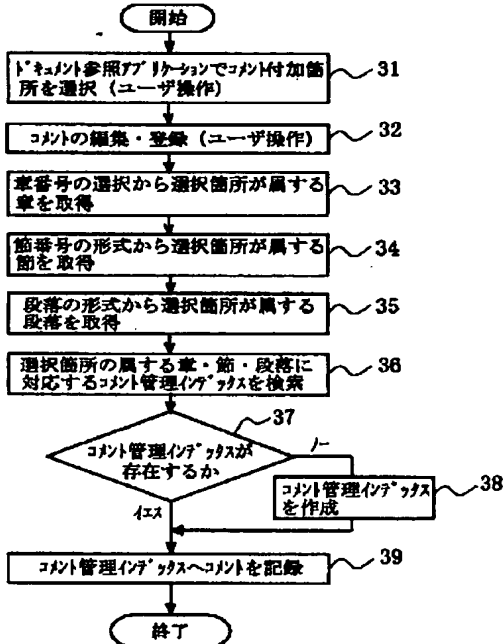 開始
ﾄﾞｷｭﾒﾝﾄ参照ｱﾌﾟﾘｹｰｼｮﾝでｺﾒﾝﾄ付加箇
所を選択（ユーザ操作）
31
ｺﾒﾝﾄの編集・登録（ユーザ操作）
32
章番号の選択から選択箇所が属する
章を取得
33
節番号の形式から選択箇所が属する
節を取得
34
段落の形式から選択箇所が属する
段落を取得
35
選択箇所の属する章・節・段落に
対応するｺﾒﾝﾄ管理ｲﾝﾃﾞｯｸｽを検索
36
37
ｺﾒﾝﾄ管理ｲﾝﾃﾞｯｸｽが
存在するか
ノー
ｺﾒﾝﾄ管理ｲﾝﾃﾞｯｸｽ
を作成
38
ｲｴｽ
ｺﾒﾝﾄ管理ｲﾝﾃﾞｯｸｽへｺﾒﾝﾄを記録
39
終了